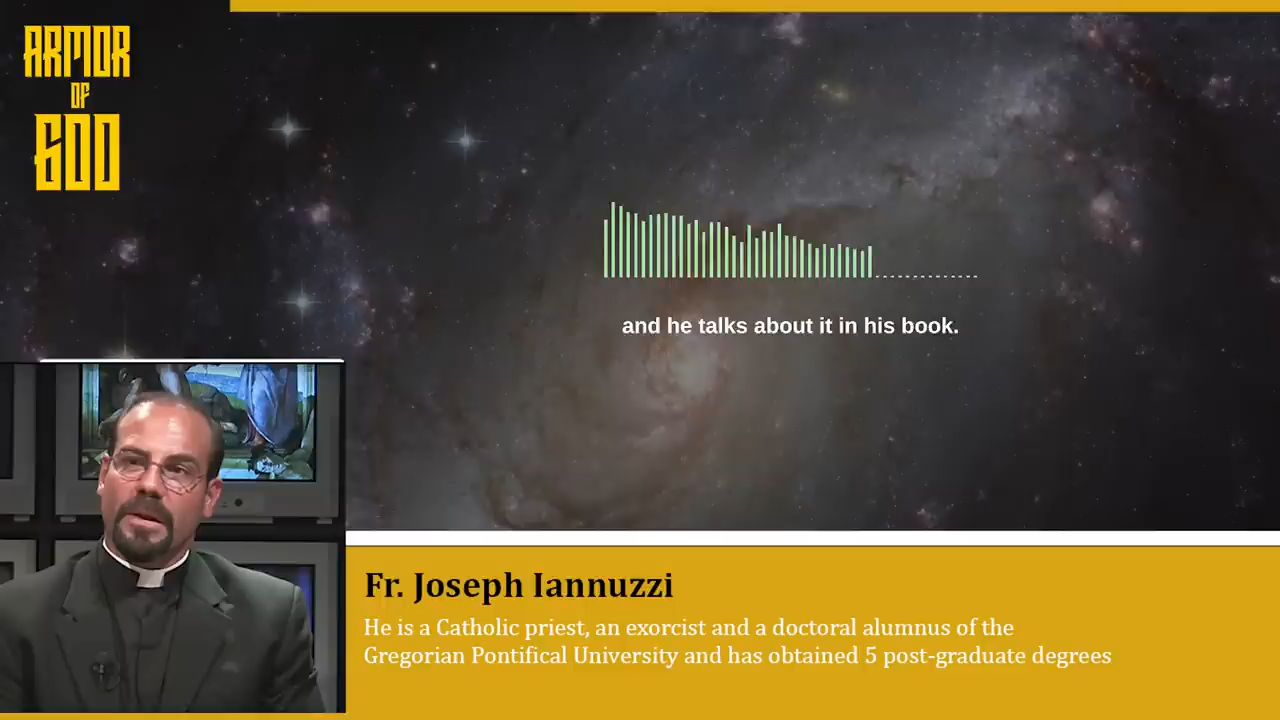 ARMOR
OF
GOD
and he talks about it in his book.
Fr. Joseph Iannuzzi
He is a Catholic priest, an exorcist and a doctoral alumnus of the
Gregorian Pontifical University and has obtained 5 post-graduate degrees